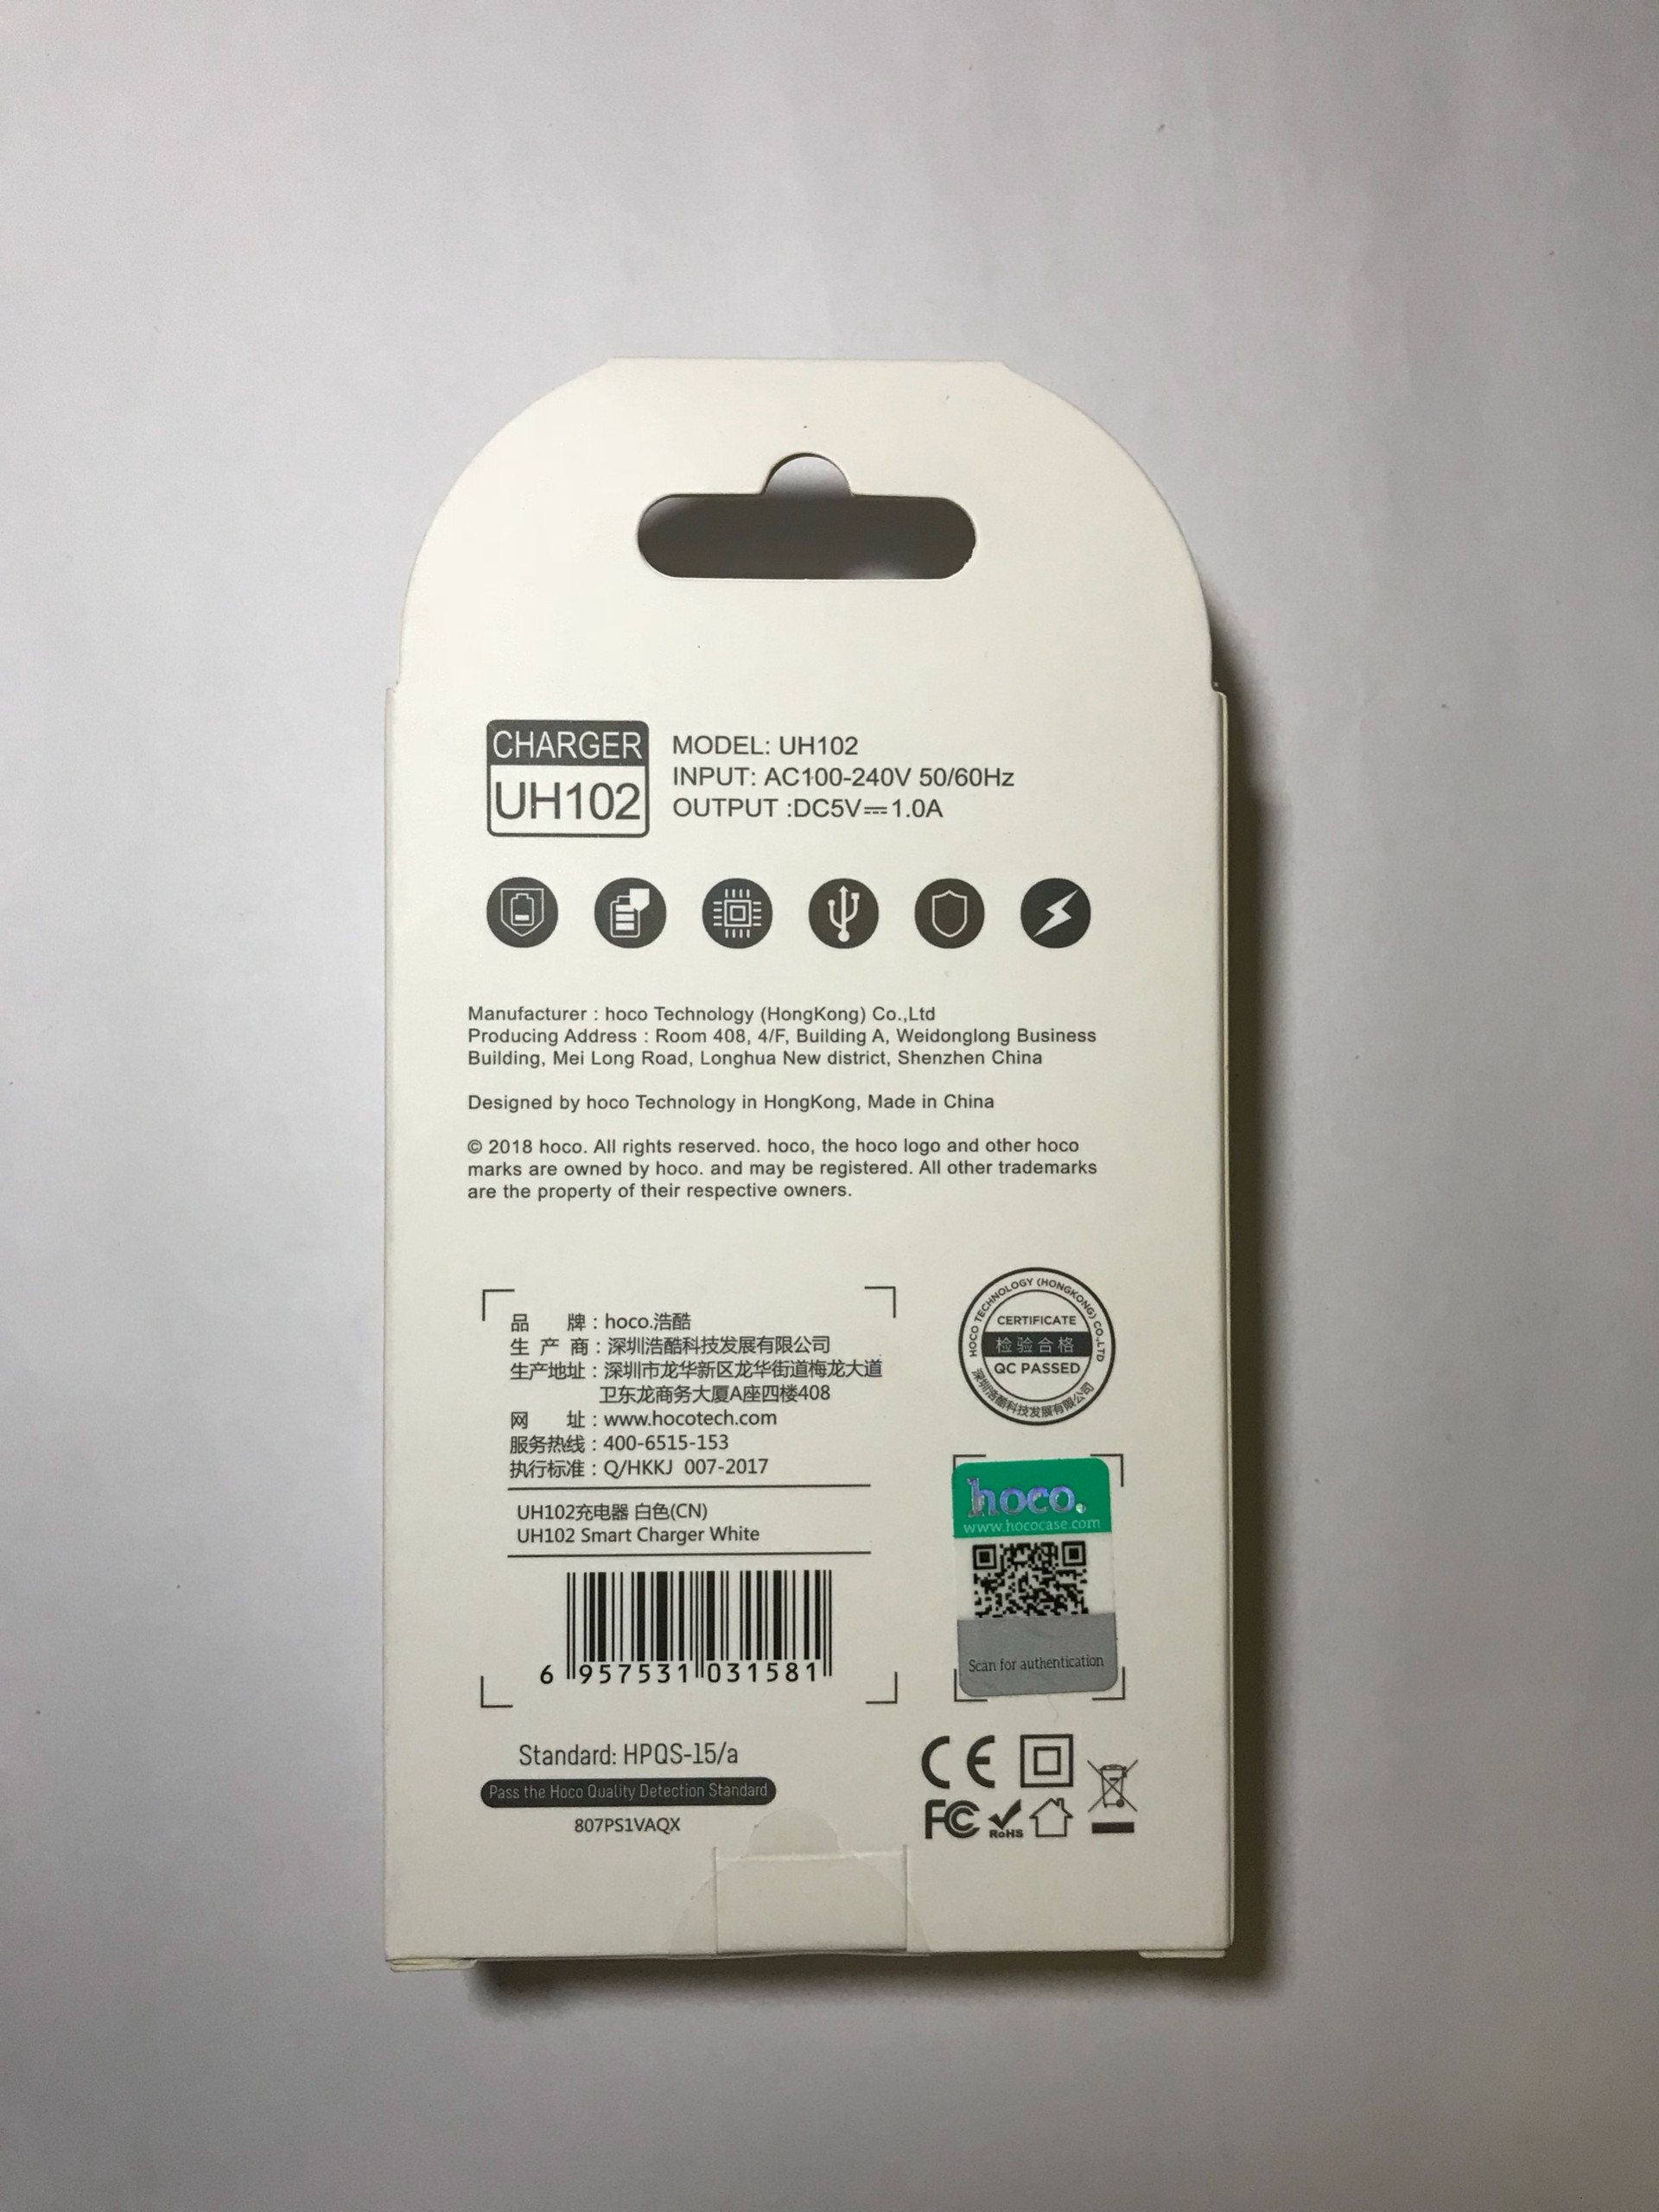 CHARGER
UH102
MODEL: UH102
INPUT: AC100-240V 50/60Hz
OUTPUT :DC5V⎓1.0A
Manufacturer : hoco Technology (HongKong) Co.,Ltd
Producing Address : Room 408, 4/F, Building A, Weidonglong Business
Building, Mei Long Road, Longhua New district, Shenzhen China
Designed by hoco Technology in HongKong, Made in China
© 2018 hoco. All rights reserved. hoco, the hoco logo and other hoco
marks are owned by hoco. and may be registered. All other trademarks
are the property of their respective owners.
品 牌：hoco.浩酷
生 产 商：深圳浩酷科技发展有限公司
生产地址：深圳市龙华新区龙华街道梅龙大道
卫东龙商务大厦A座四楼408
网 址：www.hocotech.com
服务热线：400-6515-153
执行标准：Q/HKKJ 007-2017
UH102充电器 白色(CN)
UH102 Smart Charger White
6 957531 031581
HOCO TECHNOLOGY (HONGKONG) CO.,LTD
CERTIFICATE
检验合格
QC PASSED
深圳浩酷科技发展有限公司
hoco.
www.hococase.com
Scan for authentication
Standard: HPQS-15/a
Pass the Hoco Quality Detection Standard
807PS1VAQX
CE
FC
RoHS